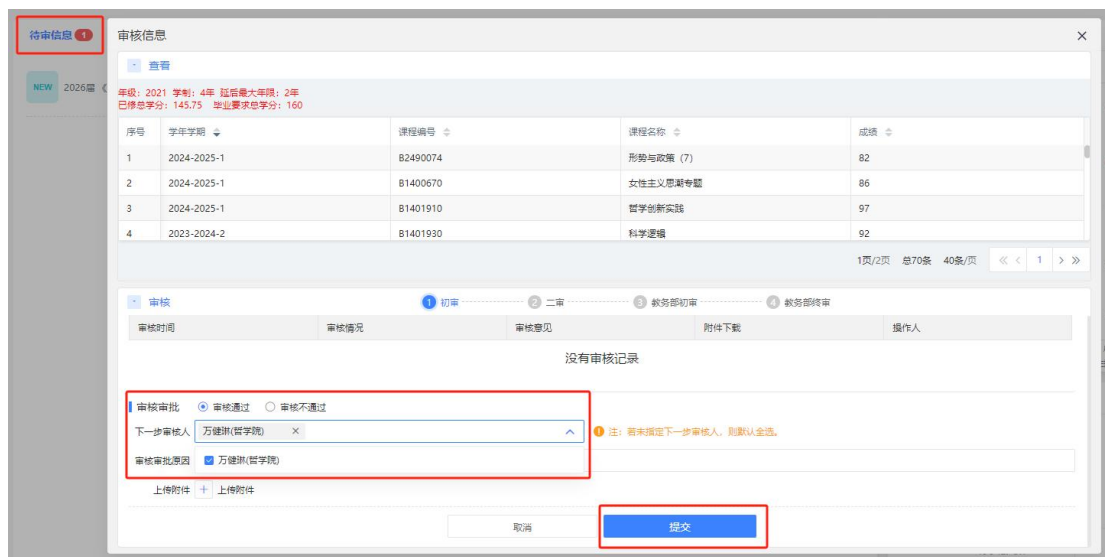 待审信息 1
审核信息
查看
NEW 2026届
年级：2021 学制：4年 延后最大年限：2年
已修总学分：145.75 毕业要求总学分：160
序号 学年学期 课程编号 课程名称 成绩
1 2024-2025-1 B2490074 形势与政策（7） 82
2 2024-2025-1 B1400670 女性主义思潮专题 86
3 2024-2025-1 B1401910 哲学创新实践 97
4 2023-2024-2 B1401930 科学逻辑 92
1页/2页 总70条 40条/页 1
审核 1 初审 2 二审 3 教务部初审 4 教务部终审
审核时间 审核情况 审核意见 附件下载 操作人
没有审核记录
审核审批 审核通过 审核不通过
下一步审核人 万健琳(哲学院) 注：若未指定下一步审核人，则默认全选。
审核审批原因 万健琳(哲学院)
上传附件 上传附件
取消 提交